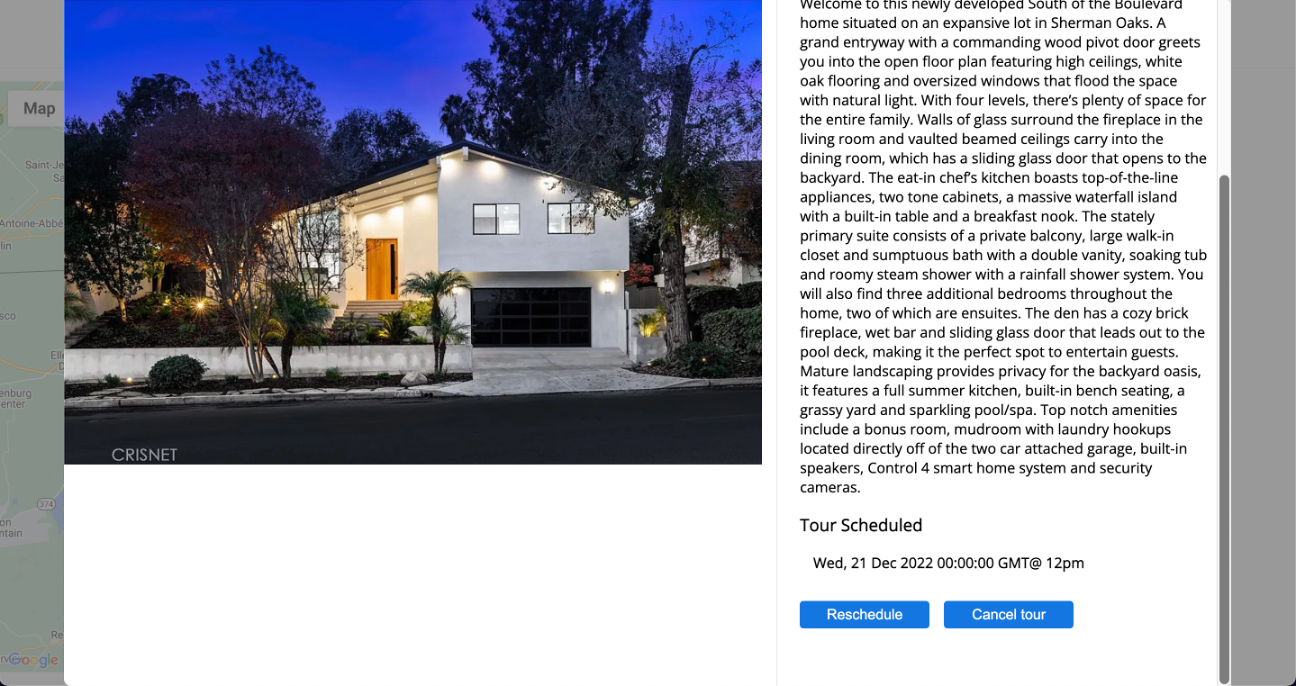 Map
Saint-Je
Sa
Antoine-Abbé
lin
sco
Elle
enburg
enter
374
on
ntain
Re
Google
CRISNET
Welcome to this newly developed South of the Boulevard
home situated on an expansive lot in Sherman Oaks. A
grand entryway with a commanding wood pivot door greets
you into the open floor plan featuring high ceilings, white
oak flooring and oversized windows that flood the space
with natural light. With four levels, there’s plenty of space for
the entire family. Walls of glass surround the fireplace in the
living room and vaulted beamed ceilings carry into the
dining room, which has a sliding glass door that opens to the
backyard. The eat-in chef’s kitchen boasts top-of-the-line
appliances, two tone cabinets, a massive waterfall island
with a built-in table and a breakfast nook. The stately
primary suite consists of a private balcony, large walk-in
closet and sumptuous bath with a double vanity, soaking tub
and roomy steam shower with a rainfall shower system. You
will also find three additional bedrooms throughout the
home, two of which are ensuites. The den has a cozy brick
fireplace, wet bar and sliding glass door that leads out to the
pool deck, making it the perfect spot to entertain guests.
Mature landscaping provides privacy for the backyard oasis,
it features a full summer kitchen, built-in bench seating, a
grassy yard and sparkling pool/spa. Top notch amenities
include a bonus room, mudroom with laundry hookups
located directly off of the two car attached garage, built-in
speakers, Control 4 smart home system and security
cameras.
Tour Scheduled
Wed, 21 Dec 2022 00:00:00 GMT@ 12pm
Reschedule
Cancel tour